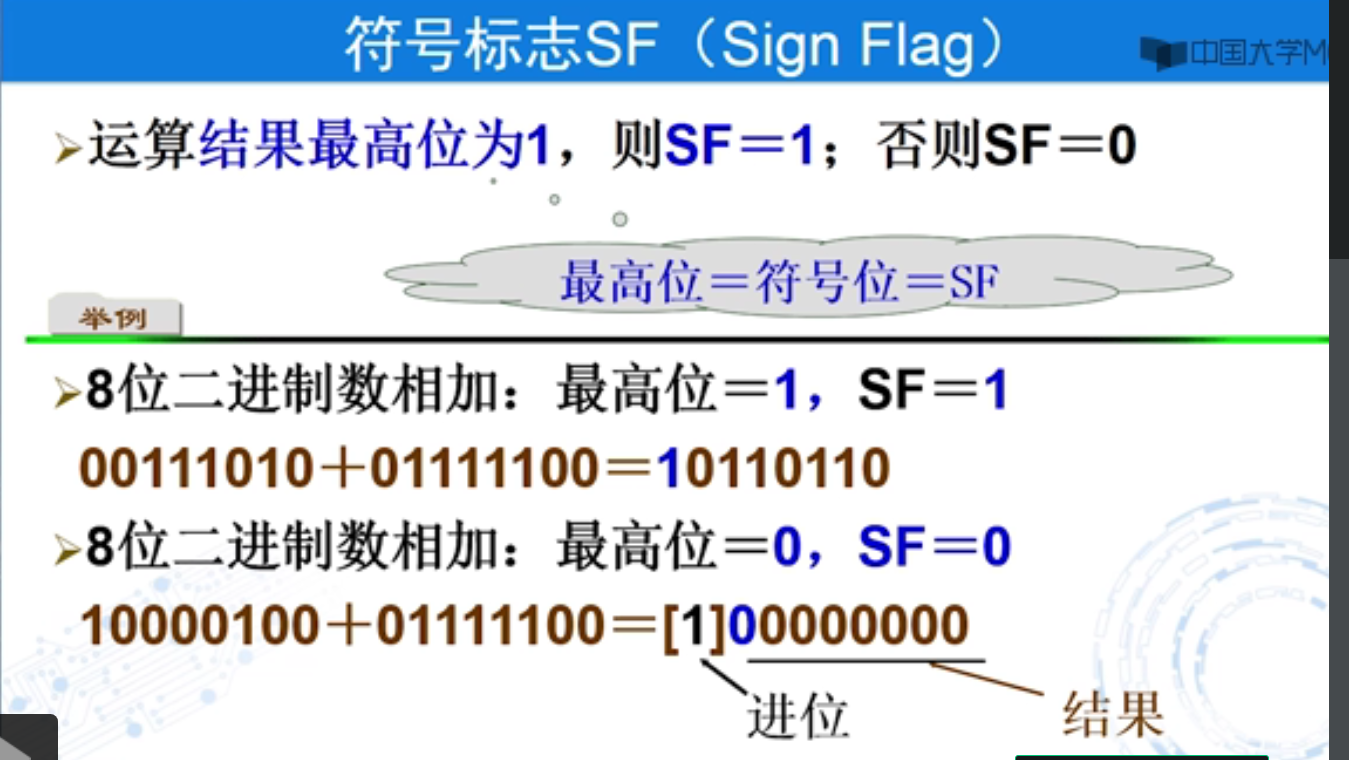 符号标志SF（Sign Flag）
中国大学M
➢运算结果最高位为1，则SF＝1；否则SF＝0
最高位＝符号位＝SF
举例
➢8位二进制数相加：最高位＝1，SF＝1
00111010＋01111100＝10110110
➢8位二进制数相加：最高位＝0，SF＝0
10000100＋01111100＝[1]00000000
进位
结果